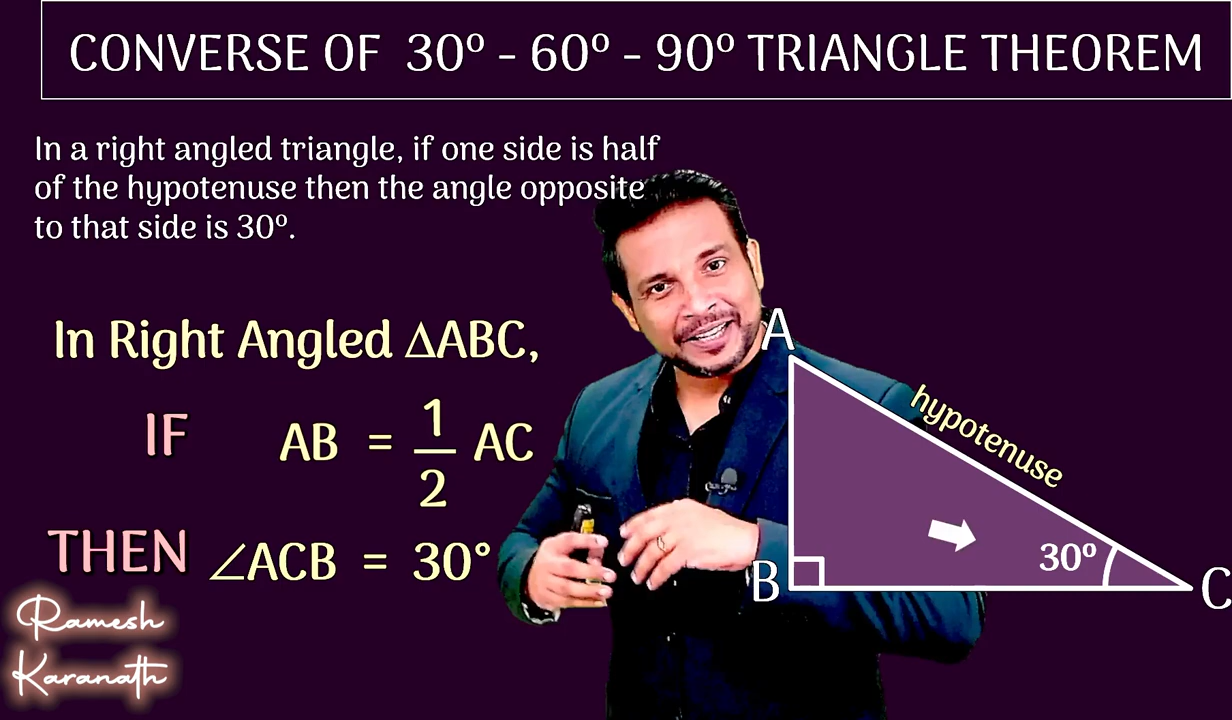 CONVERSE OF 30º - 60º - 90º TRIANGLE THEOREM
In a right angled triangle, if one side is half
of the hypotenuse then the angle opposite
to that side is 30º.
In Right Angled ΔABC,
IF AB = 1/2 AC
THEN ∠ACB = 30°
Ramesh
Karanath
A
hypotenuse
30º
B
C